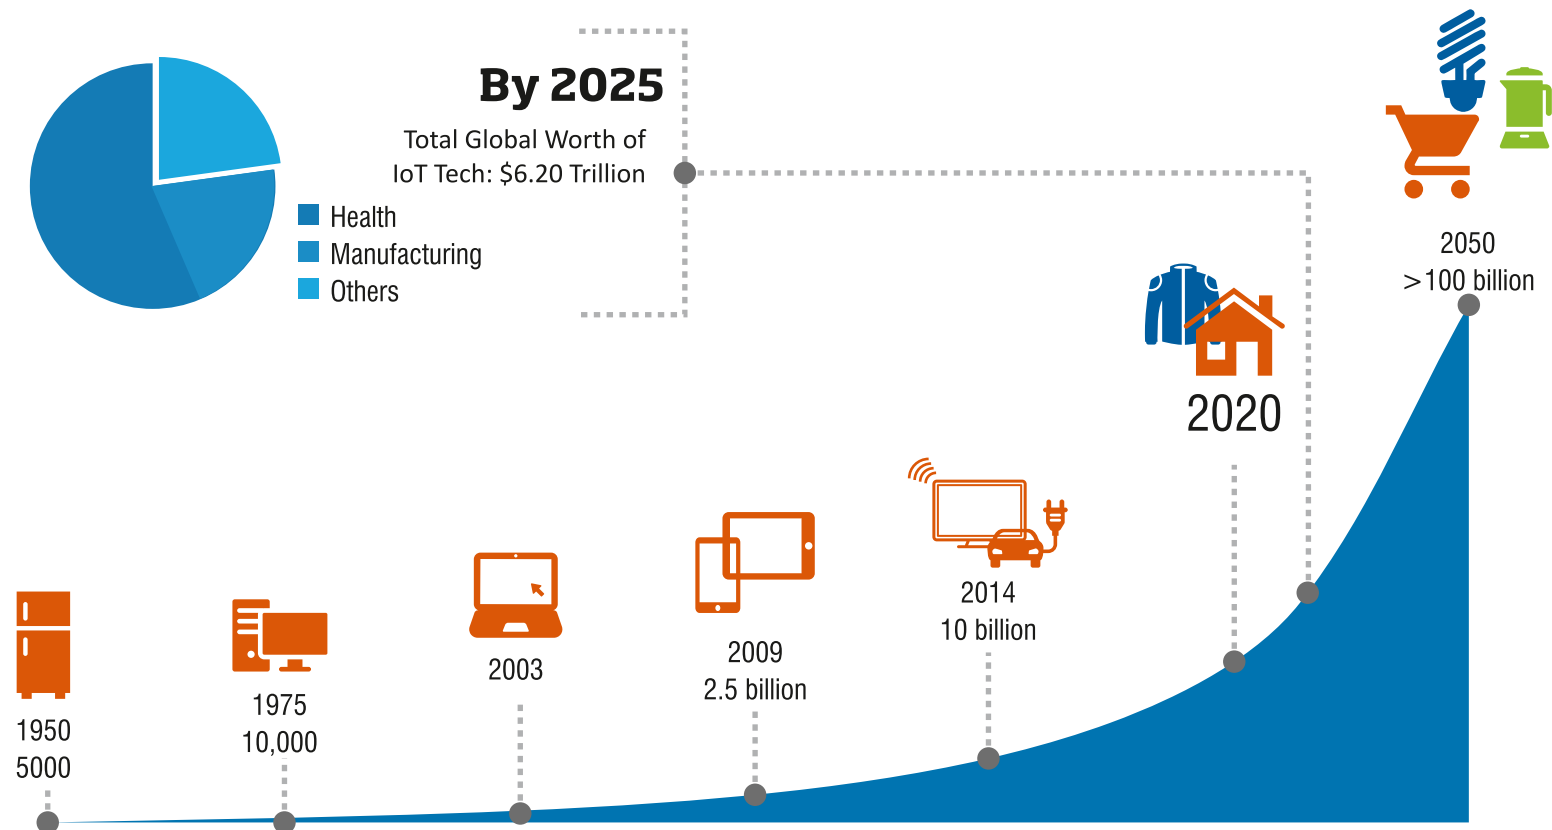 By 2025
Total Global Worth of
IoT Tech: $6.20 Trillion
Health
Manufacturing
Others
2050
>100 billion
2020
2014
10 billion
2009
2.5 billion
2003
1975
10,000
1950
5000